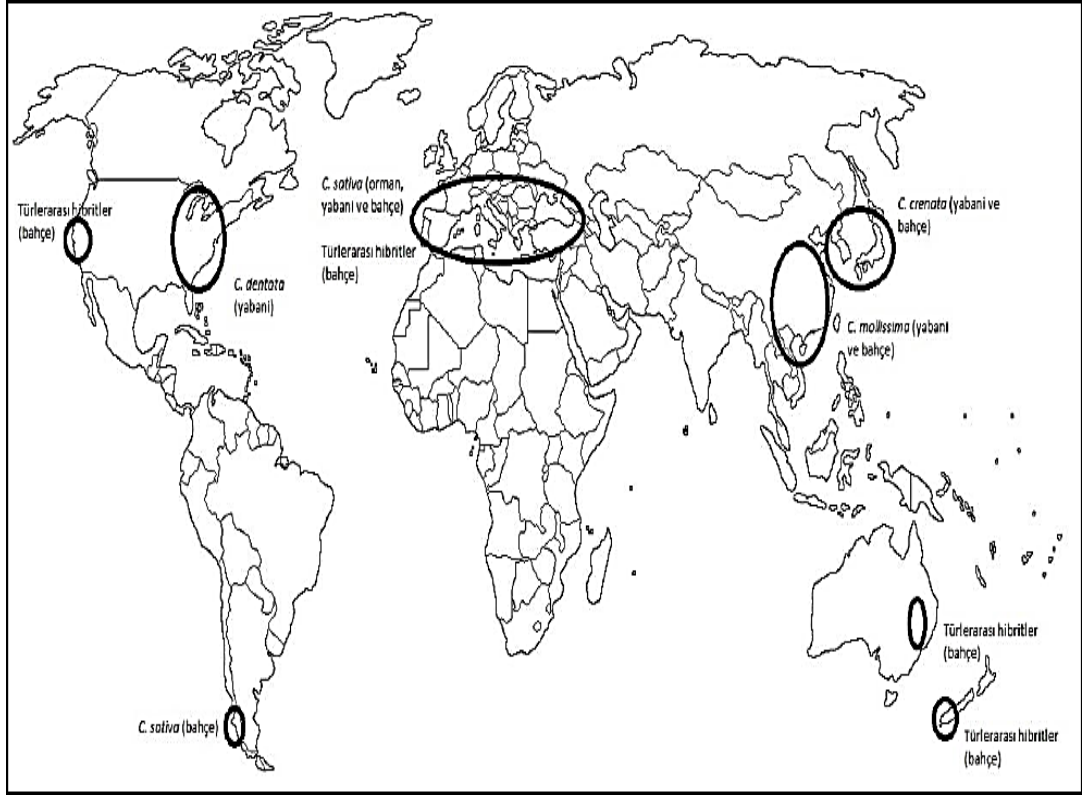 C. sativa (orman,
yabani ve bahçe)
Türlerarası hibritler
(bahçe)
Türlerarası hibritler
(bahçe)
C. dentata
(yabani)
C. crenata (yabani ve
bahçe)
C. mollissima (yabani
ve bahçe)
Türlerarası hibritler
(bahçe)
C. sativa (bahçe)
Türlerarası hibritler
(bahçe)